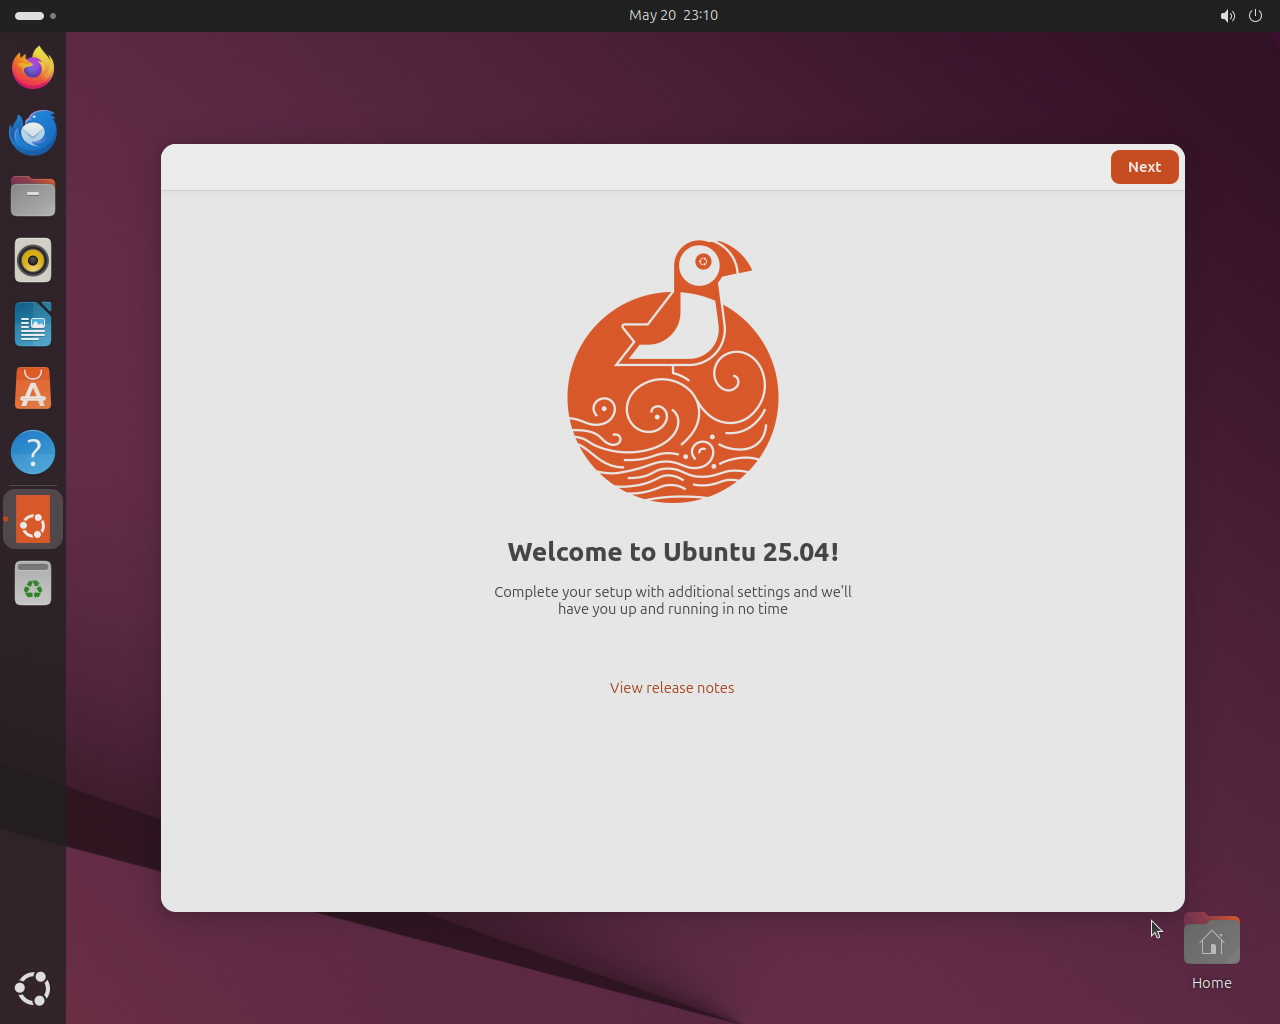 May 20 23:10
Next
Welcome to Ubuntu 25.04!
Complete your setup with additional settings and we'll
have you up and running in no time
View release notes
Home